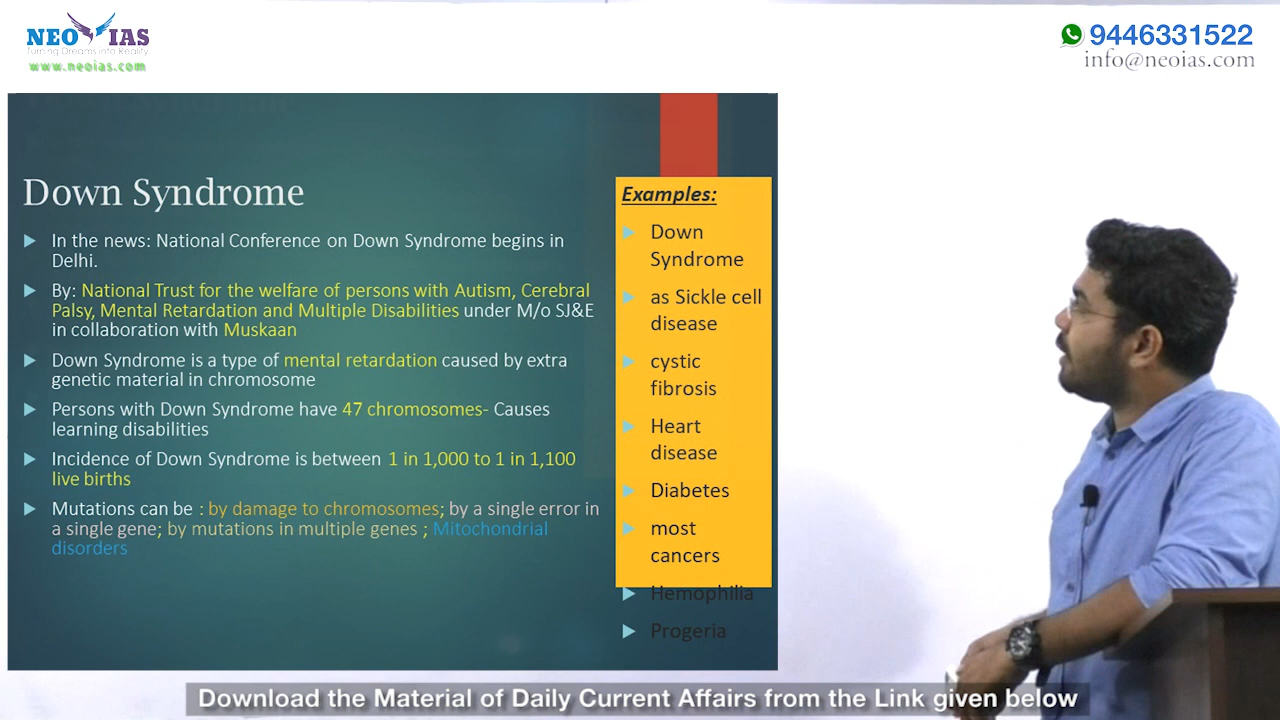 NEO IAS
Turning Dreams into Reality
www.neoias.com
9446331522
info@neoias.com
Down Syndrome
In the news: National Conference on Down Syndrome begins in
Delhi.
By: National Trust for the welfare of persons with Autism, Cerebral
Palsy, Mental Retardation and Multiple Disabilities under M/o SJ&E
in collaboration with Muskaan
Down Syndrome is a type of mental retardation caused by extra
genetic material in chromosome
Persons with Down Syndrome have 47 chromosomes- Causes
learning disabilities
Incidence of Down Syndrome is between 1 in 1,000 to 1 in 1,100
live births
Mutations can be : by damage to chromosomes; by a single error in
a single gene; by mutations in multiple genes ; Mitochondrial
disorders
Examples:
Down
Syndrome
as Sickle cell
disease
cystic
fibrosis
Heart
disease
Diabetes
most
cancers
Hemophilia
Progeria
Download the Material of Daily Current Affairs from the Link given below